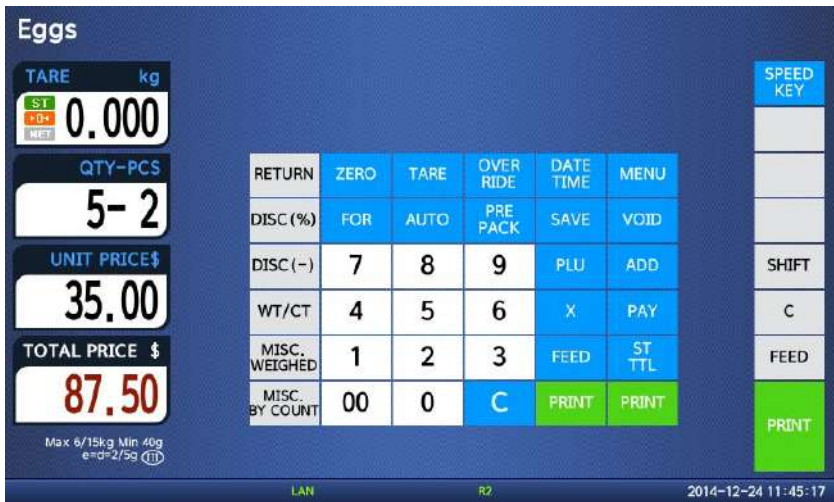 Eggs
TARE kg
ST
→0←
NET
0.000
QTY-PCS
5- 2
UNIT PRICE$
35.00
TOTAL PRICE $
87.50
Max 6/15kg Min 40g
e=d=2/5g III
RETURN ZERO TARE OVER RIDE DATE TIME MENU
DISC(%) FOR AUTO PRE PACK SAVE VOID
DISC(-) 7 8 9 PLU ADD
WT/CT 4 5 6 X PAY
MISC. WEIGHED 1 2 3 FEED ST TTL
MISC. BY COUNT 00 0 C PRINT PRINT
SPEED
KEY
SHIFT
C
FEED
PRINT
LAN R2 2014-12-24 11:45:17